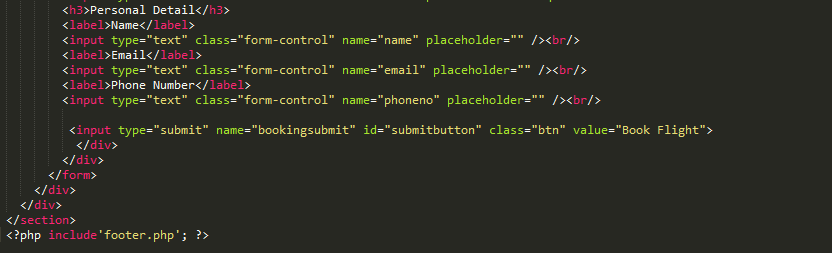 <h3>Personal Detail</h3>
<label>Name</label>
<input type="text" class="form-control" name="name" placeholder="" /><br/>
<label>Email</label>
<input type="text" class="form-control" name="email" placeholder="" /><br/>
<label>Phone Number</label>
<input type="text" class="form-control" name="phoneno" placeholder="" /><br/>
<input type="submit" name="bookingsubmit" id="submitbutton" class="btn" value="Book Flight">
</div>
</div>
</form>
</div>
</div>
</section>
<?php include'footer.php'; ?>